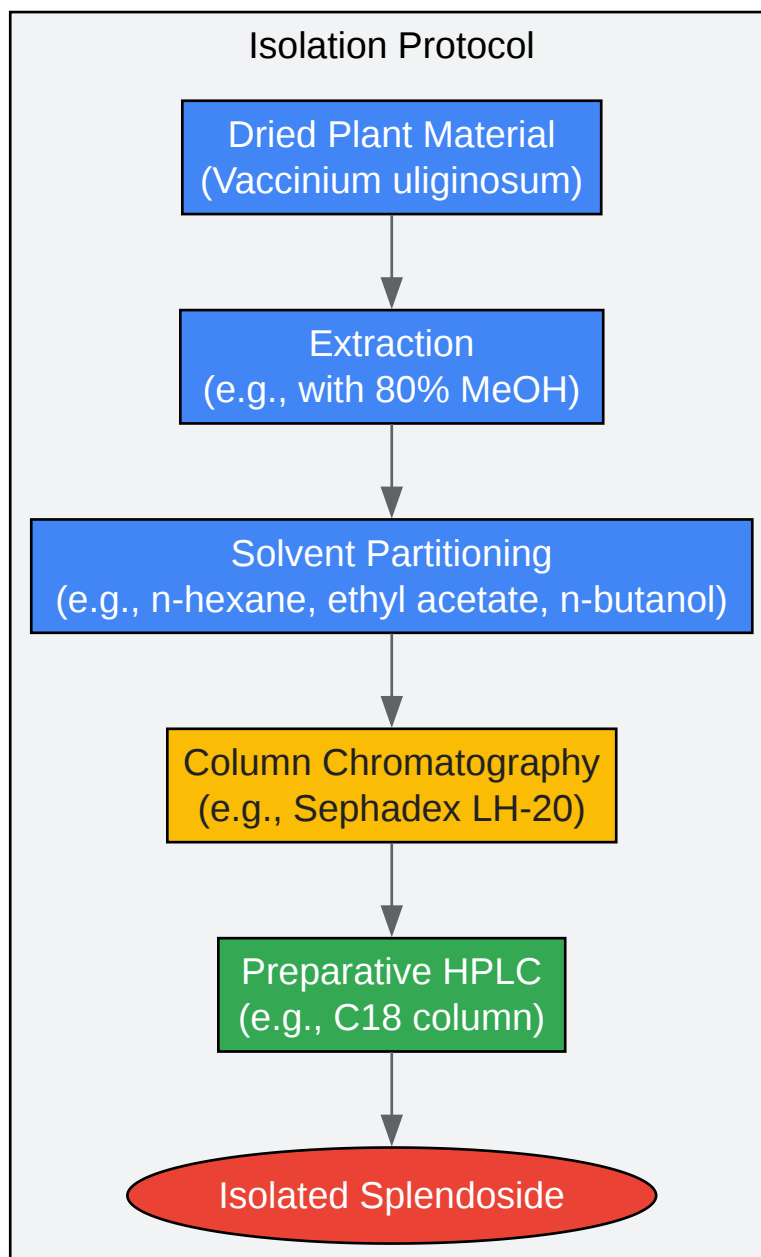 Isolation Protocol
Dried Plant Material
(Vaccinium uliginosum)
Extraction
(e.g., with 80% MeOH)
Solvent Partitioning
(e.g., n-hexane, ethyl acetate, n-butanol)
Column Chromatography
(e.g., Sephadex LH-20)
Preparative HPLC
(e.g., C18 column)
Isolated Splendoside